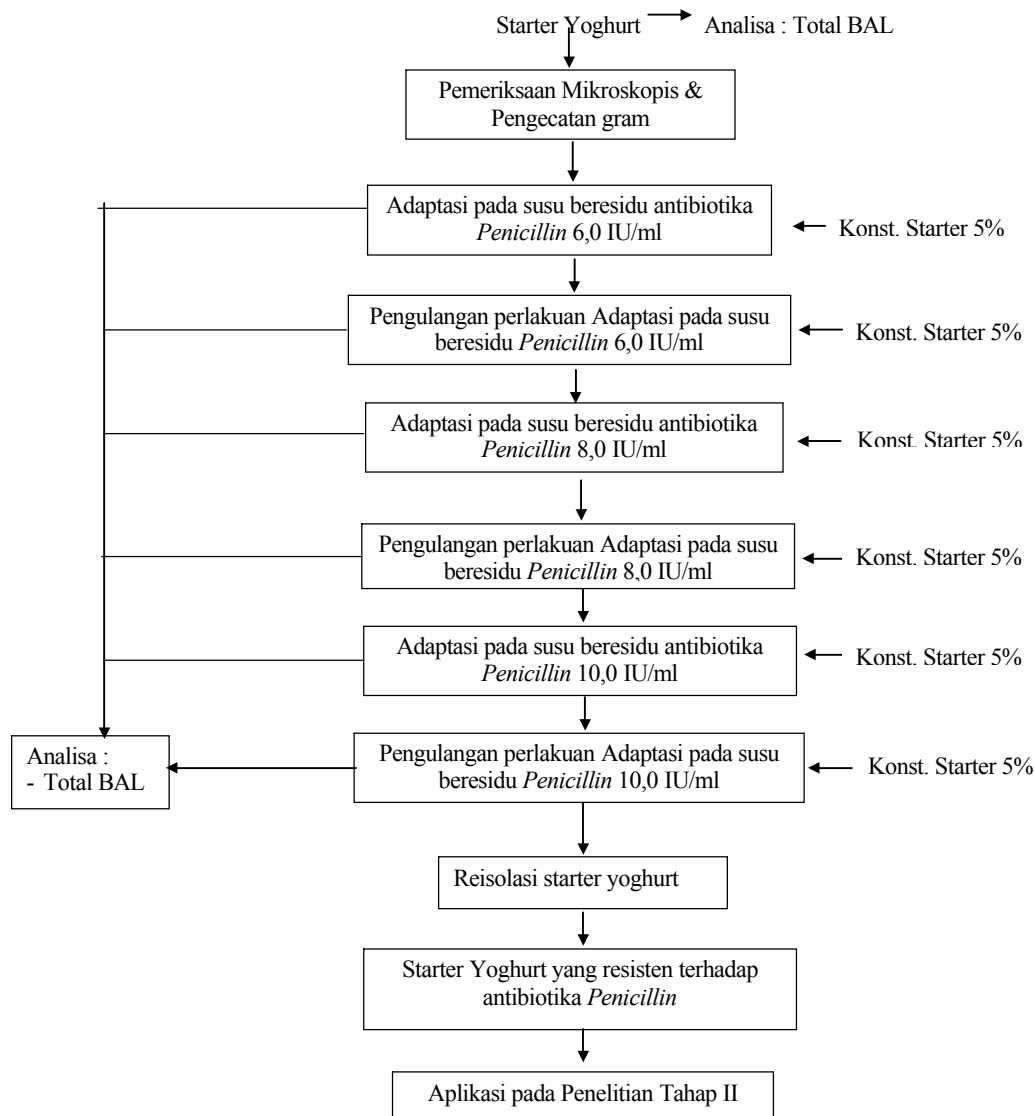 Starter Yoghurt
Analisa : Total BAL
Pemeriksaan Mikroskopis &
Pengecatan gram
Adaptasi pada susu beresidu antibiotika
Penicillin 6,0 IU/ml
Konst. Starter 5%
Pengulangan perlakuan Adaptasi pada susu
beresidu Penicillin 6,0 IU/ml
Konst. Starter 5%
Adaptasi pada susu beresidu antibiotika
Penicillin 8,0 IU/ml
Konst. Starter 5%
Pengulangan perlakuan Adaptasi pada susu
beresidu Penicillin 8,0 IU/ml
Konst. Starter 5%
Adaptasi pada susu beresidu antibiotika
Penicillin 10,0 IU/ml
Konst. Starter 5%
Analisa :
- Total BAL
Pengulangan perlakuan Adaptasi pada susu
beresidu Penicillin 10,0 IU/ml
Konst. Starter 5%
Reisolasi starter yoghurt
Starter Yoghurt yang resisten terhadap
antibiotika Penicillin
Aplikasi pada Penelitian Tahap II